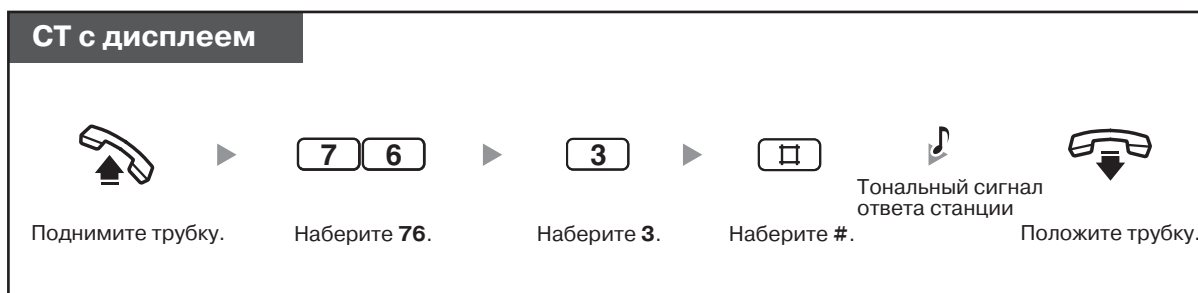 СТ с дисплеем
7 6
3
Тональный сигнал
ответа станции
Поднимите трубку.
Наберите 76.
Наберите 3.
Наберите #.
Положите трубку.